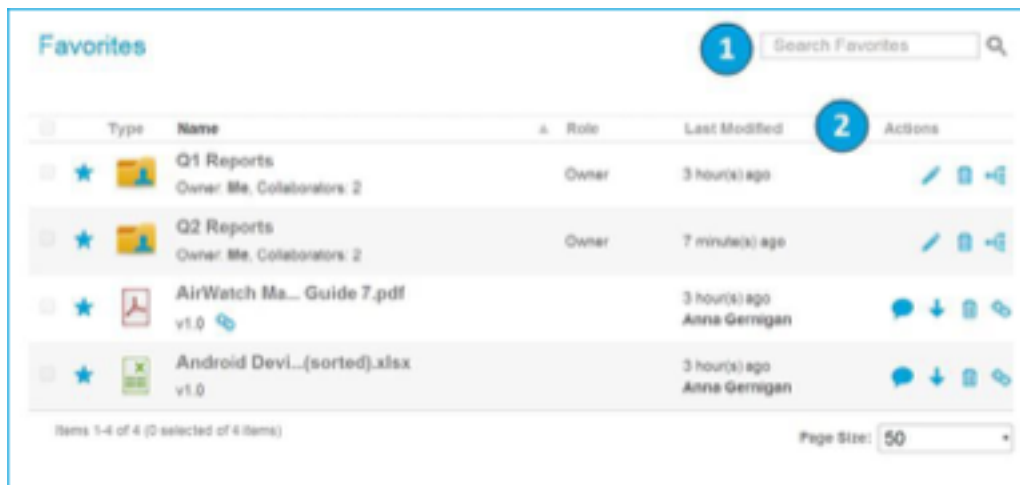 Favorites
1
Search Favorites
2
Type Name Role Last Modified Actions
Q1 Reports
Owner: Me, Collaborators: 2
Owner
3 hour(s) ago
Q2 Reports
Owner: Me, Collaborators: 2
Owner
7 minute(s) ago
AirWatch Ma... Guide 7.pdf
v1.0
3 hour(s) ago
Anna Gernigan
Android Devi...(sorted).xlsx
v1.0
3 hour(s) ago
Anna Gernigan
Items 1-4 of 4 (0 selected of 4 items)
Page Size: 50